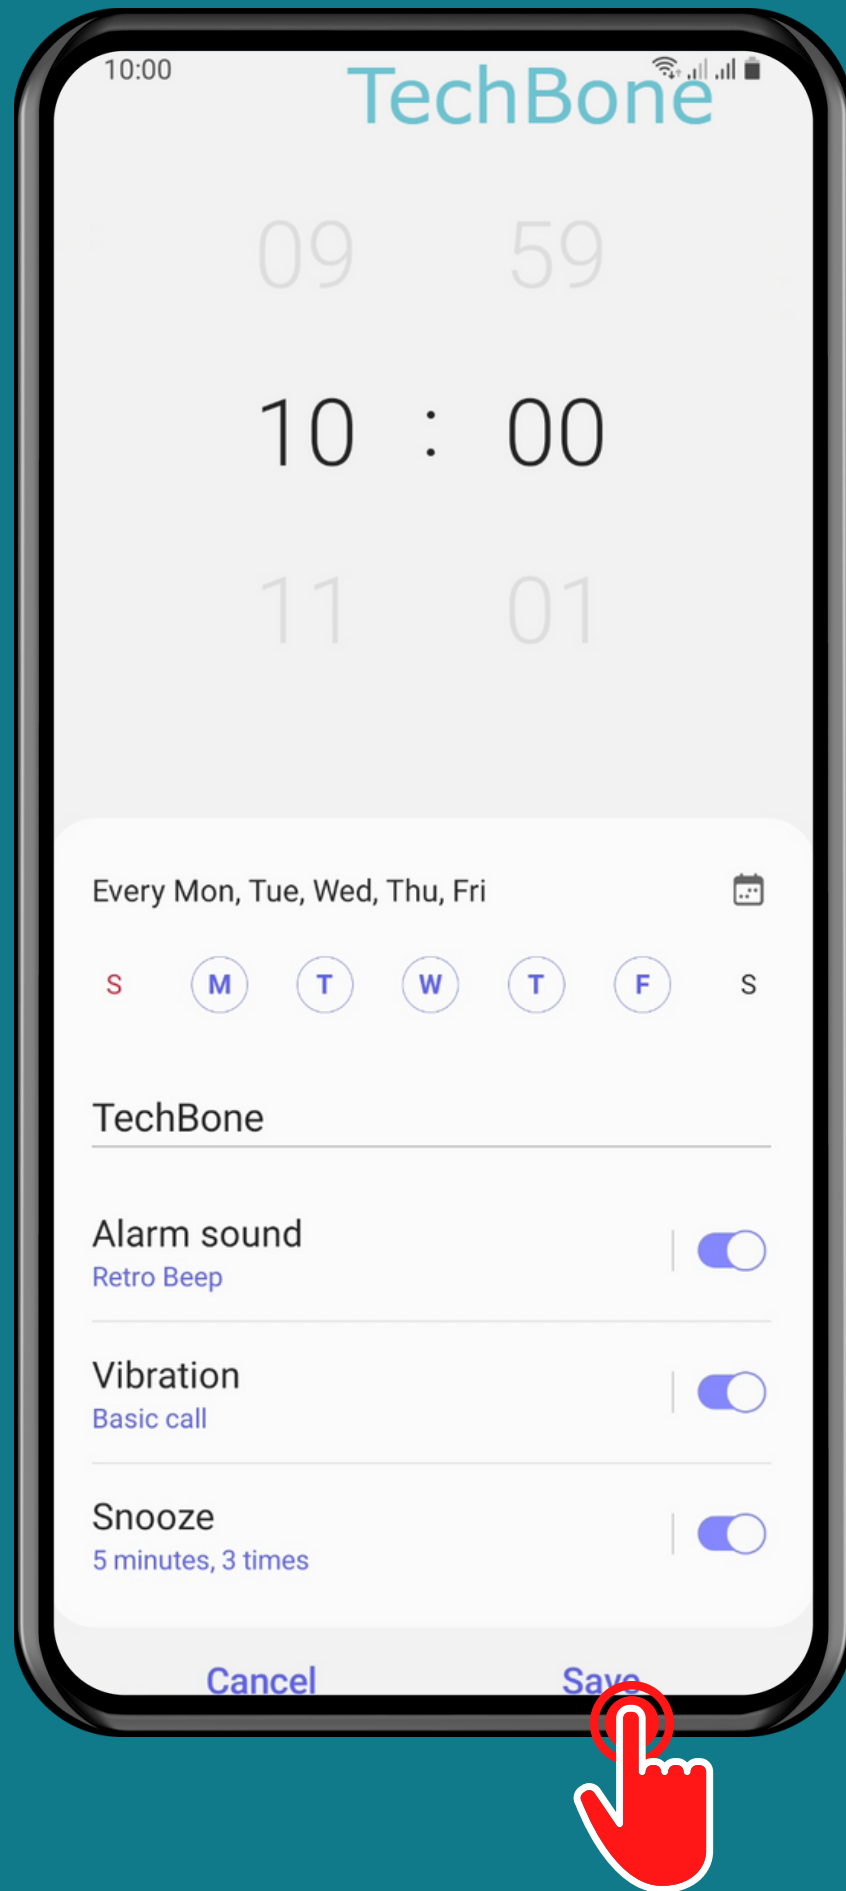 10:00
TechBone
09 59
10 : 00
11 01
Every Mon, Tue, Wed, Thu, Fri
S M T W T F S
TechBone
Alarm sound
Retro Beep
Vibration
Basic call
Snooze
5 minutes, 3 times
Cancel Save